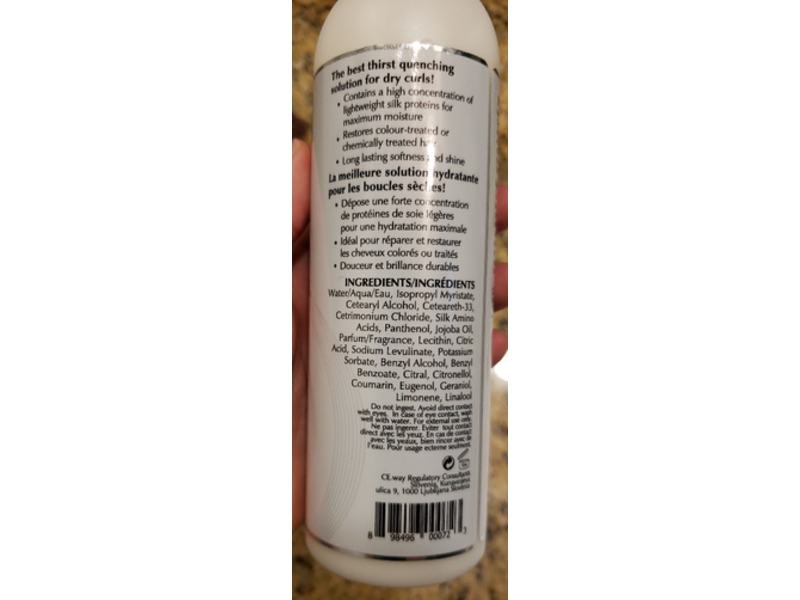 The best thirst quenching
solution for dry curls!
• Contains a high concentration of
lightweight silk proteins for
maximum moisture
• Restores colour-treated or
chemically treated hair
• Long lasting softness and shine
La meilleure solution hydratante
pour les boucles sèches!
• Dépose une forte concentration
de protéines de soie légères
pour une hydratation maximale
• Idéal pour réparer et restaurer
les cheveux colorés ou traités
• Douceur et brillance durables
INGREDIENTS/INGRÉDIENTS
Water/Aqua/Eau, Isopropyl Myristate,
Cetearyl Alcohol, Ceteareth-33,
Cetrimonium Chloride, Silk Amino
Acids, Panthenol, Jojoba Oil,
Parfum/Fragrance, Lecithin, Citric
Acid, Sodium Levulinate, Potassium
Sorbate, Benzyl Alcohol, Benzyl
Benzoate, Citral, Citronellol,
Coumarin, Eugenol, Geraniol,
Limonene, Linalool
Do not ingest. Avoid direct contact
with eyes. In case of eye contact, wash
well with water. For external use only.
Ne pas ingerer. Eviter tout contact
direct avec les yeux. En cas de contact
avec les yeaux, bien rincer avec de
l'eau. Pour usage externe seulment.
CE.way Regulatory Consultants
Slovenia,
ulica 9, 1000 Ljubljana Slovenia
8 98496 00072 3